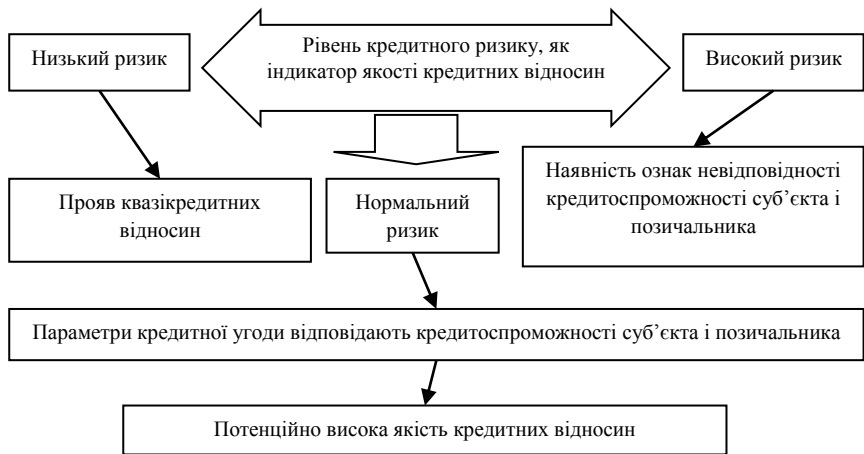 Рівень кредитного ризику, як
індикатор якості кредитних відносин
Низький ризик
Високий ризик
Прояв квазікредитних
відносин
Нормальний
ризик
Наявність ознак невідповідності
кредитоспроможності суб’єкта і
позичальника
Параметри кредитної угоди відповідають кредитоспроможності суб’єкта і позичальника
Потенційно висока якість кредитних відносин